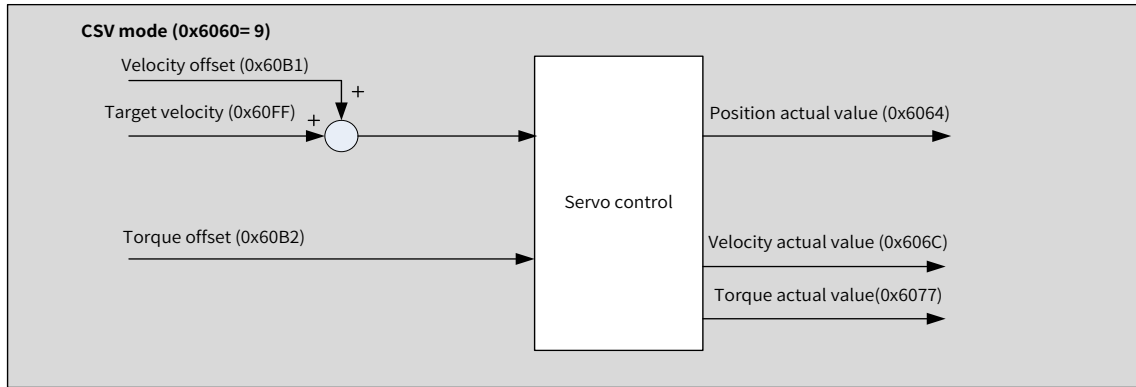 CSV mode (0x6060= 9)
Velocity offset (0x60B1)
+
Target velocity (0x60FF)
+
Position actual value (0x6064)
Servo control
Torque offset (0x60B2)
Velocity actual value (0x606C)
Torque actual value(0x6077)